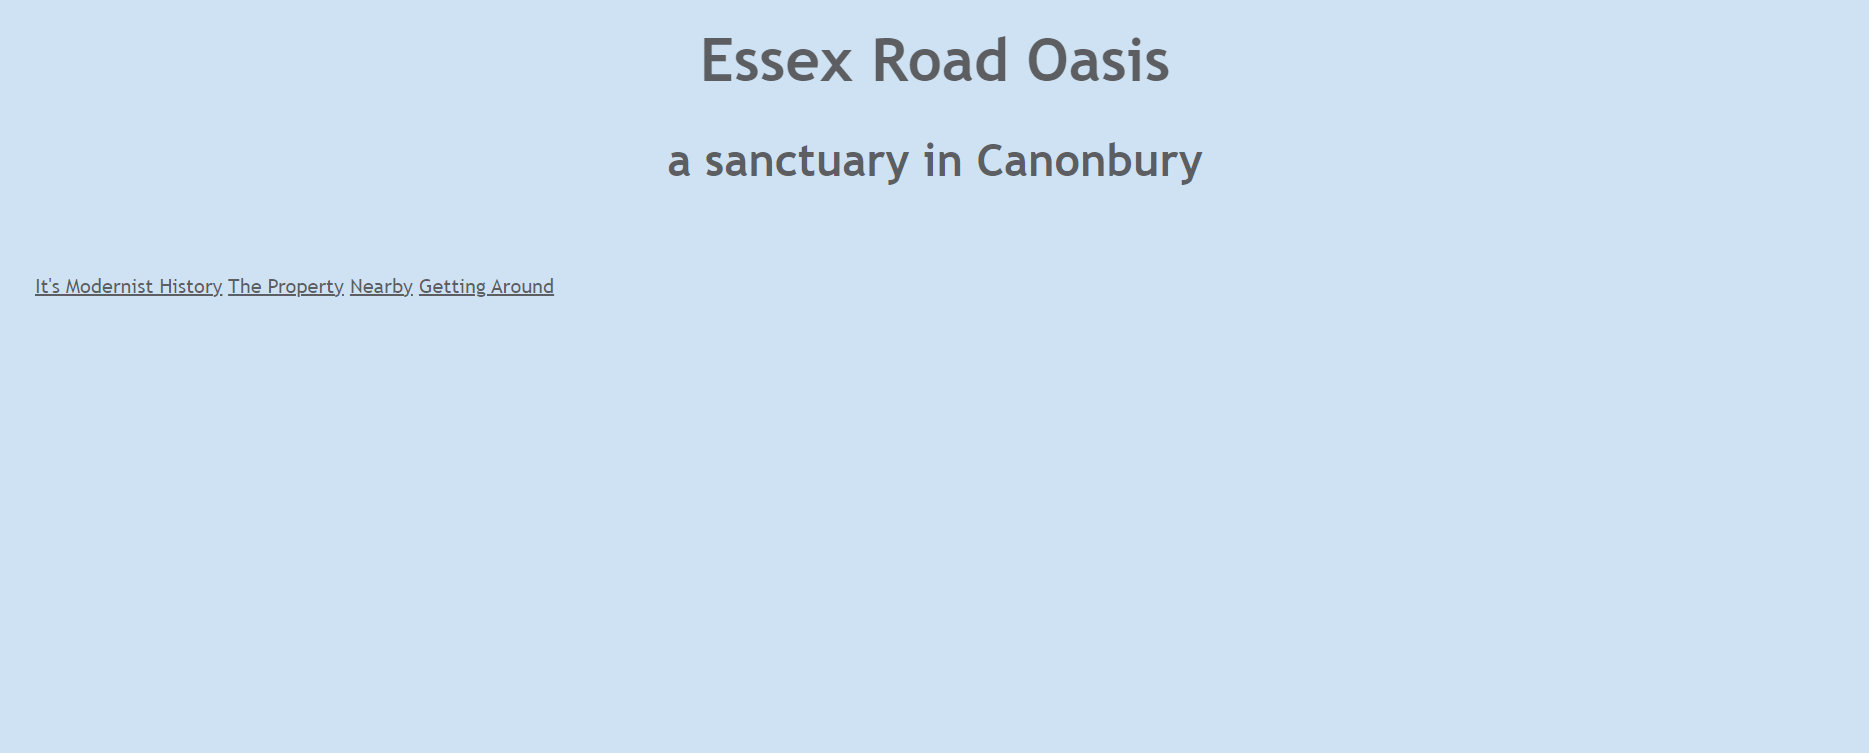 Essex Road Oasis
a sanctuary in Canonbury
It's Modernist History The Property Nearby Getting Around